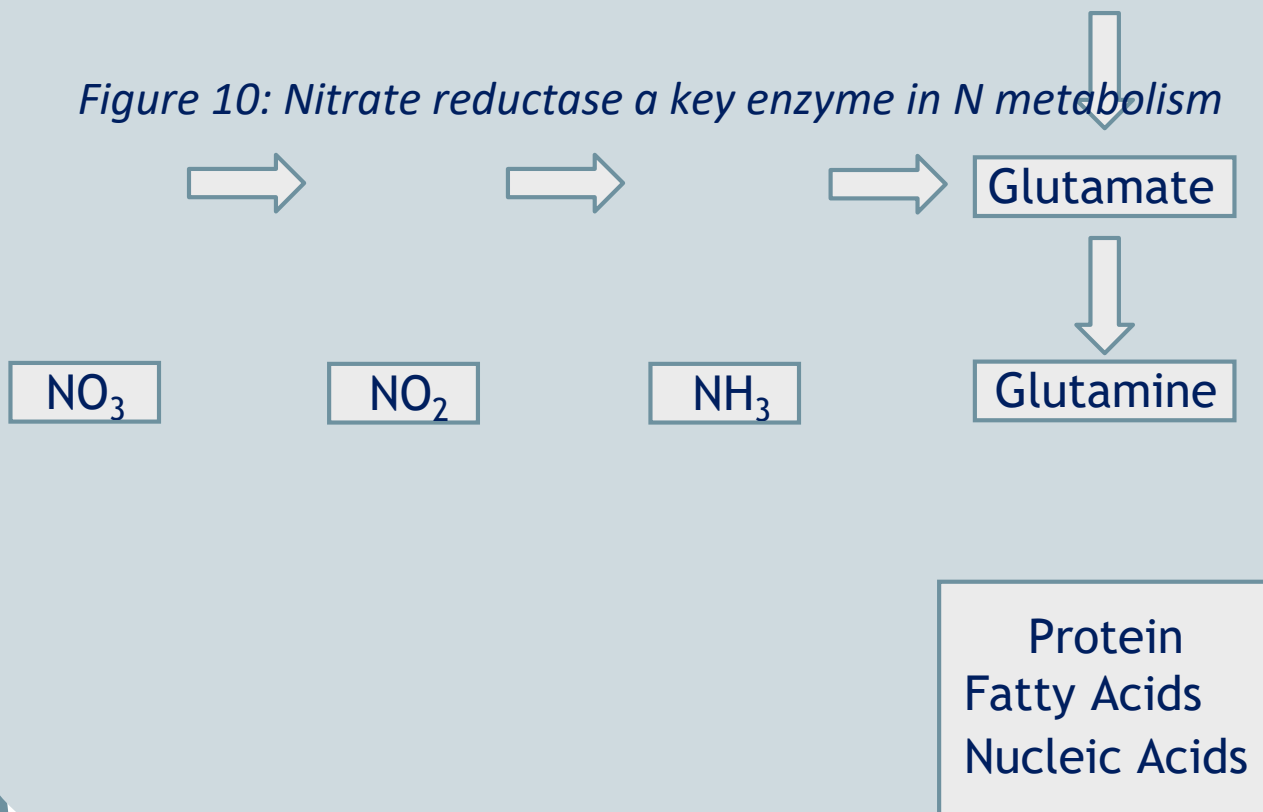 Figure 10: Nitrate reductase a key enzyme in N metabolism
Glutamate
NO₃
NO₂
NH₃
Glutamine
Protein
Fatty Acids
Nucleic Acids